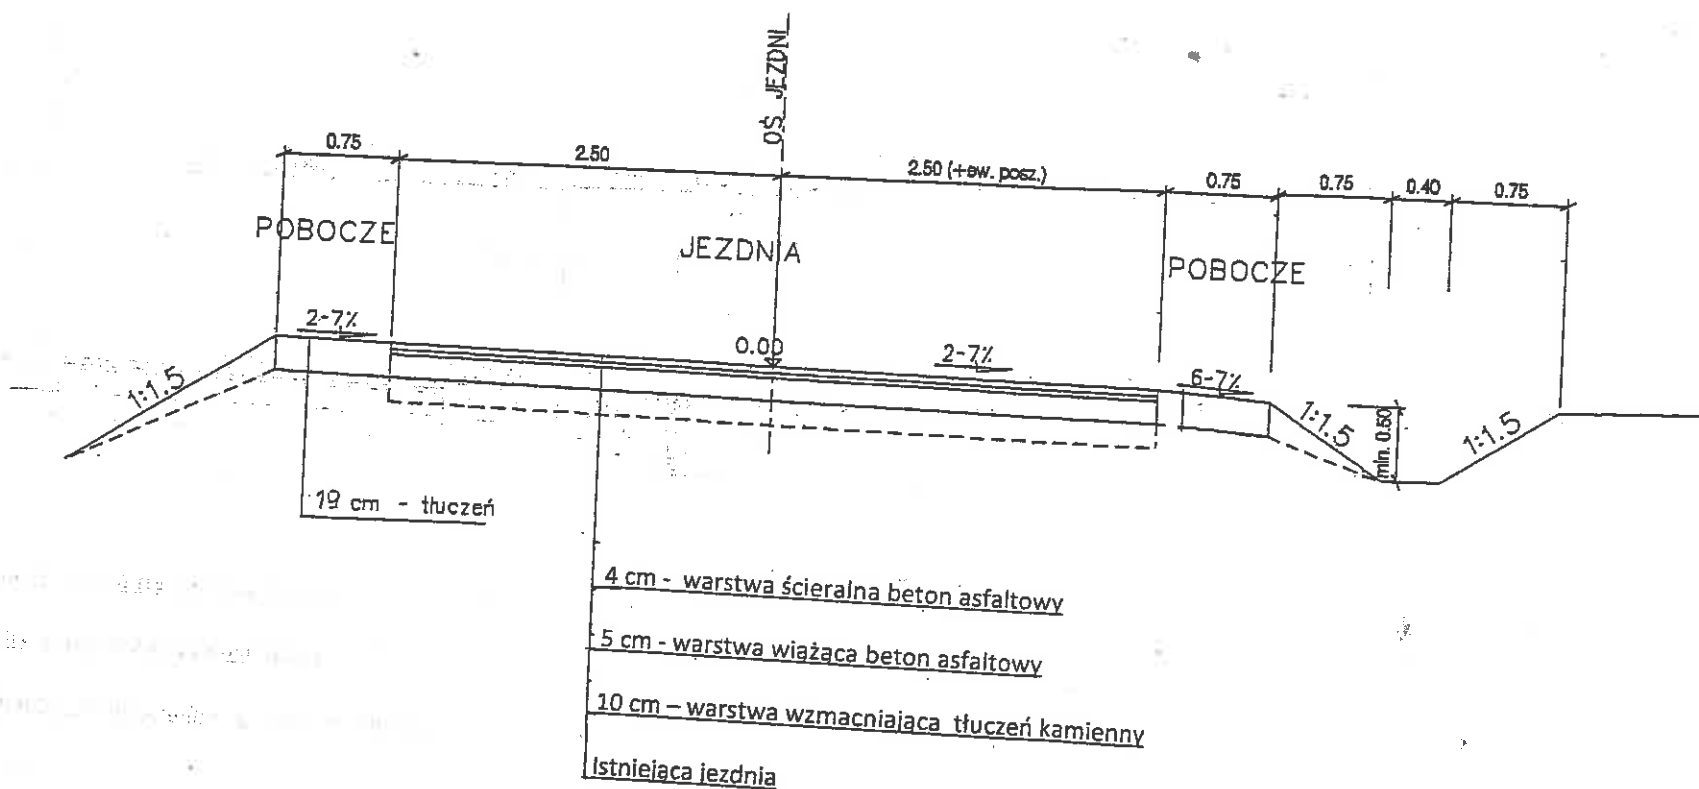 OŚ JEZDNI
0.75
2.50
2.50 (+ew. posz.)
0.75
0.75
0.40
0.75
POBOCZE
JEZDNIA
POBOCZE
2-7%
0.00
2-7%
6-7%
1:1.5
1:1.5
min. 0.50
1:1.5
19 cm - tłuczeń
4 cm - warstwa ścieralna beton asfaltowy
5 cm - warstwa wiążąca beton asfaltowy
10 cm – warstwa wzmacniająca tłuczeń kamienny
Istniejąca jezdnia